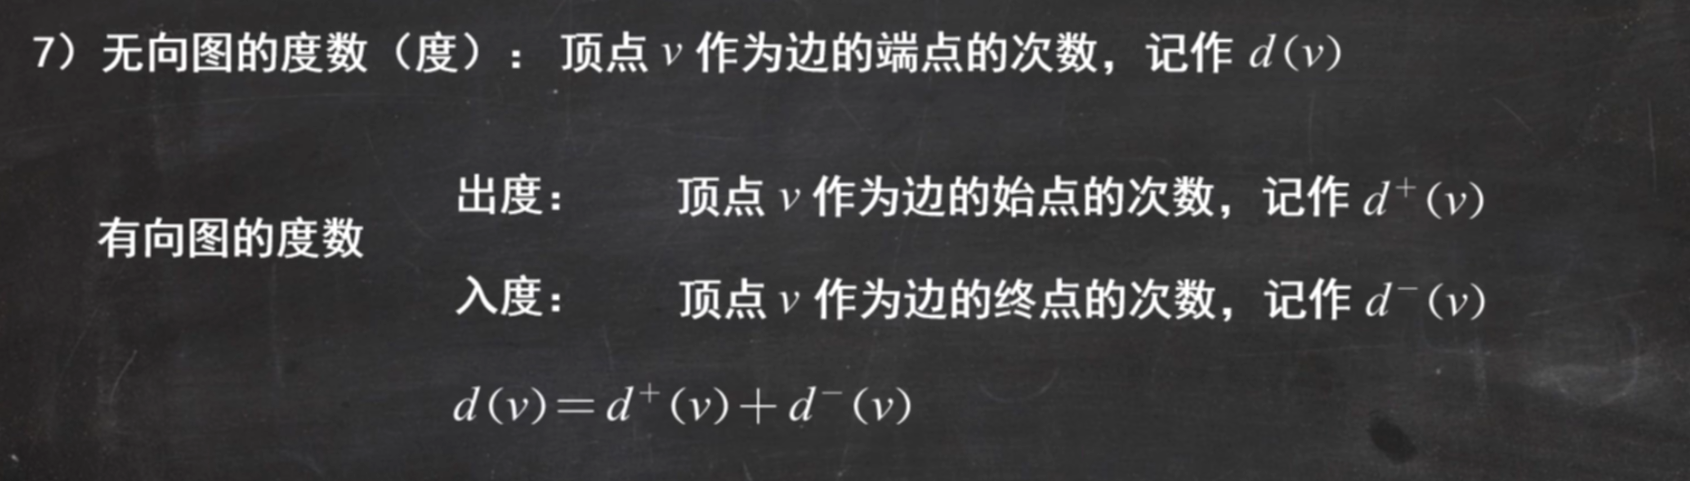 7）无向图的度数（度）： 顶点 v 作为边的端点的次数，记作 d(v)
出度： 顶点 v 作为边的始点的次数，记作 d⁺(v)
有向图的度数
入度： 顶点 v 作为边的终点的次数，记作 d⁻(v)
d(v)=d⁺(v)+d⁻(v)